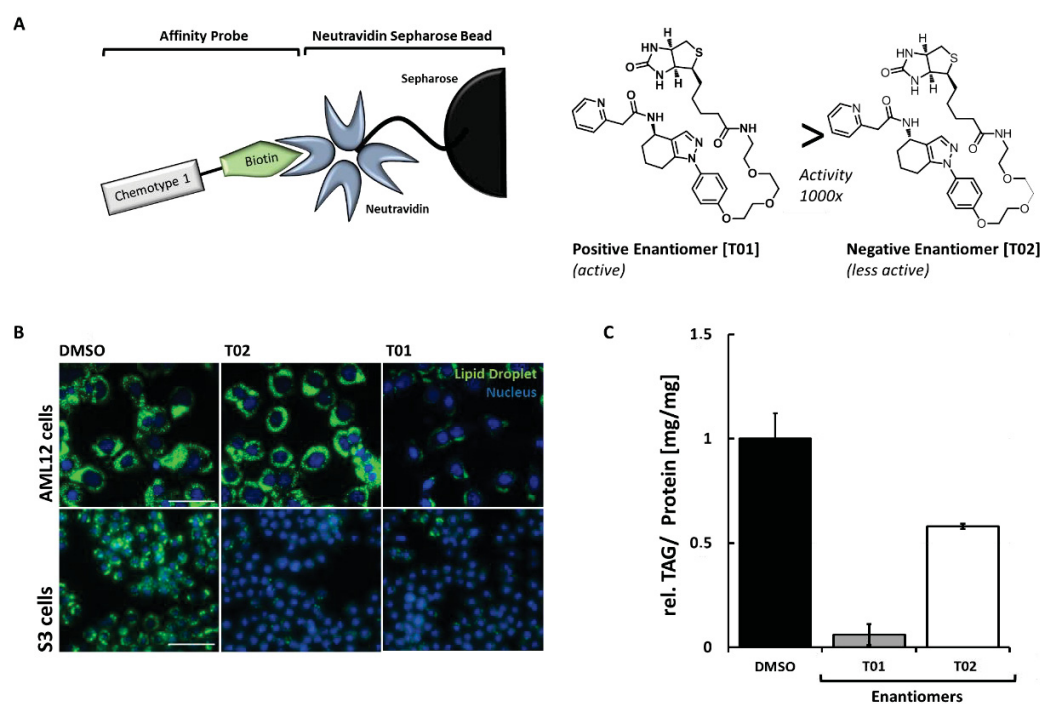 A
Affinity Probe
Neutravidin Sepharose Bead
Sepharose
Biotin
Chemotype 1
Neutravidin
H
HN
S
O
N
H
H
N
O
N
H
O
NH
N
N
O
O
O
Positive Enantiomer [T01]
(active)
>
Activity
1000x
H
HN
S
O
N
H
H
N
O
N
H
O
NH
N
N
O
O
O
Negative Enantiomer [T02]
(less active)
B
DMSO
T02
T01
Lipid Droplet
Nucleus
AML12 cells
S3 cells
C
rel. TAG/ Protein [mg/mg]
1.5
1
0.5
0
DMSO
T01
T02
Enantiomers